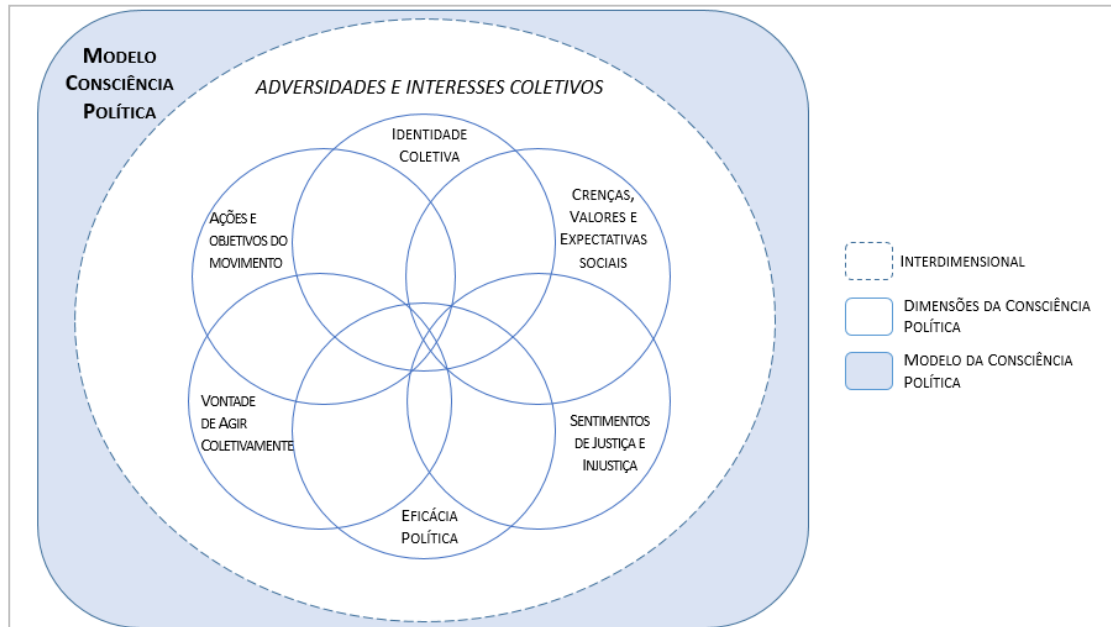 MODELO
CONSCIÊNCIA
POLÍTICA
ADVERSIDADES E INTERESSES COLETIVOS
IDENTIDADE
COLETIVA
CRENÇAS,
VALORES E
EXPECTATIVAS
SOCIAIS
AÇÕES E
OBJETIVOS DO
MOVIMENTO
VONTADE
DE AGIR
COLETIVAMENTE
SENTIMENTOS
DE JUSTIÇA E
INJUSTIÇA
EFICÁCIA
POLÍTICA
INTERDIMENSIONAL
DIMENSÕES DA CONSCIÊNCIA
POLÍTICA
MODELO DA CONSCIÊNCIA
POLÍTICA